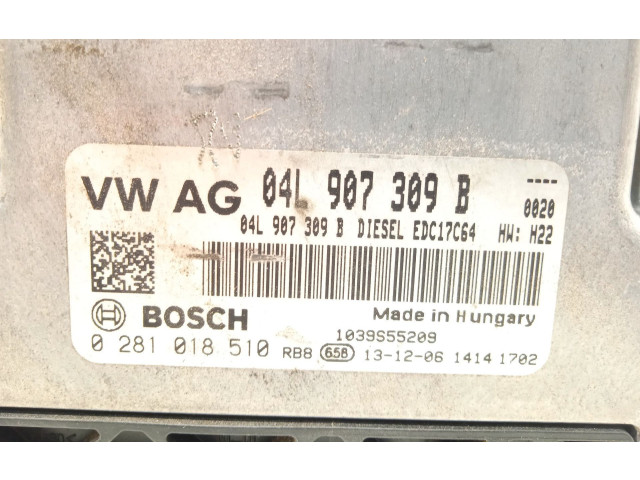 VW AG 04L 907 309 B ----
0020
04L 907 309 B DIESEL EDC17C64 HW: H22
BOSCH
Made in Hungary
1039S55209
0 281 018 510 RB8 658 13-12-06 1414 1702